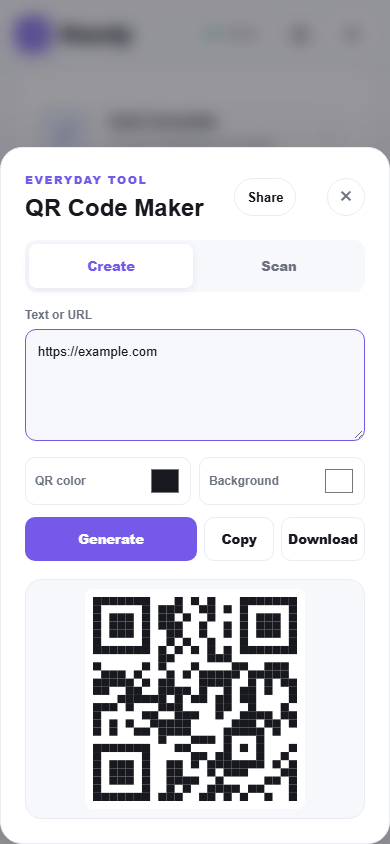 EVERYDAY TOOL
QR Code Maker
Share
×
Create
Scan
Text or URL
https://example.com
QR color
Background
Generate
Copy
Download